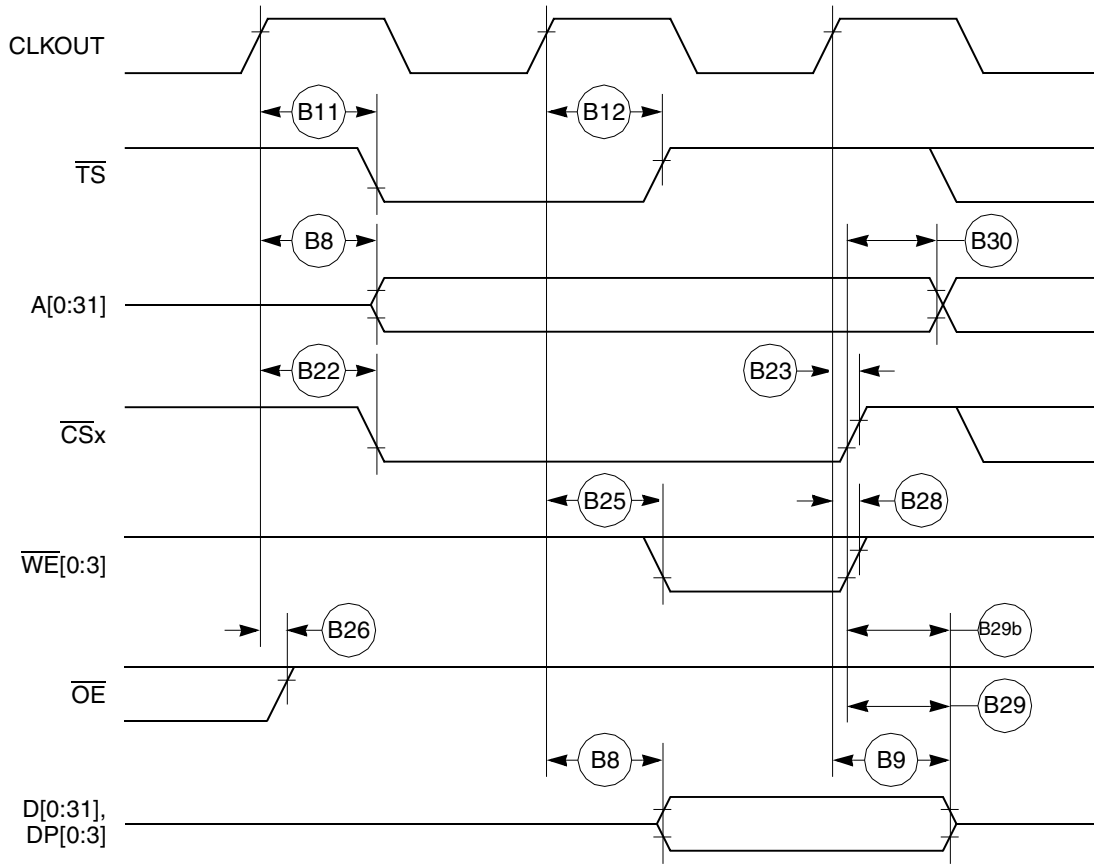 CLKOUT
B11
B12
TS
B8
B30
A[0:31]
B22
B23
CSx
B25
B28
WE[0:3]
B26
B29b
OE
B29
B8
B9
D[0:31],
DP[0:3]